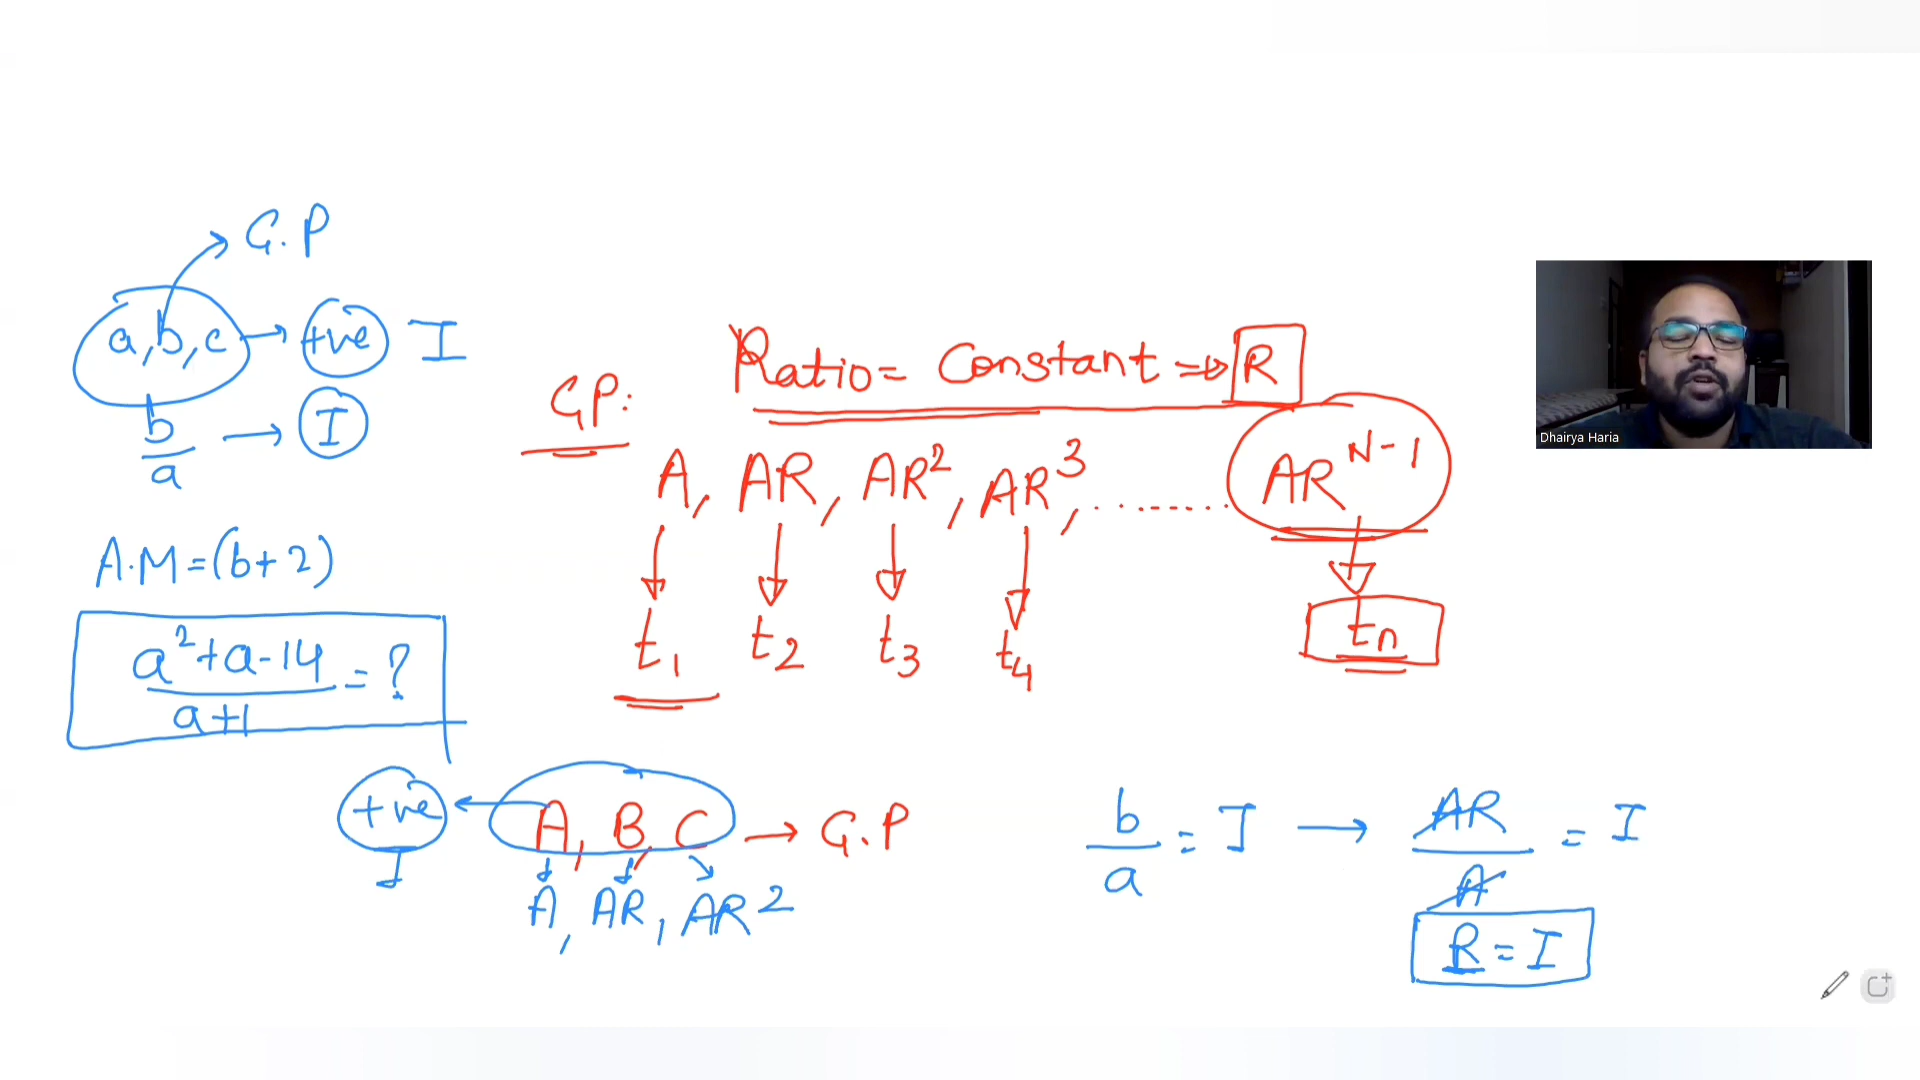 G.P
a,b,c → +ve I
b/a → I
A.M = (b+2)
a²+a-14 / a+1 = ?
Ratio = Constant ⇒ R
GP:
A, AR, AR², AR³, ........ AR^N-1
t1 t2 t3 t4 tn
+ve ← A, B, C → G.P
I
A, AR, AR²
b/a = I → AR/A = I
R = I
Dhairya Haria